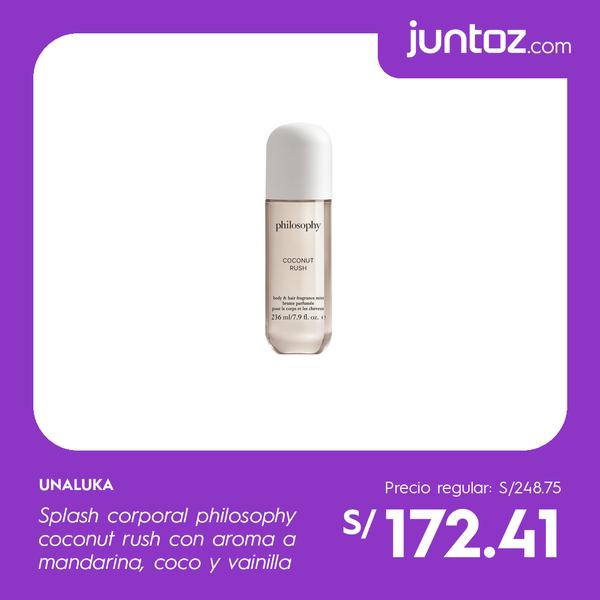 juntoz.com
philosophy
COCONUT
RUSH
body & hair fragrance mist
brume parfumée
pour le corps et les cheveux
236 ml/7.9 fl. oz. e
UNALUKA
Splash corporal philosophy
coconut rush con aroma a
mandarina, coco y vainilla
Precio regular: S/248.75
S/172.41